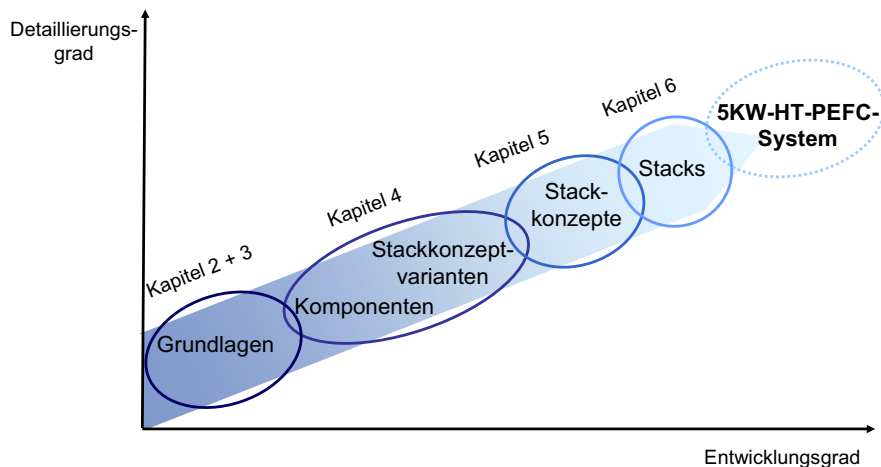 Detaillierungs-
grad
Kapitel 2 + 3
Kapitel 4
Kapitel 5
Kapitel 6
Grundlagen
Komponenten
Stackkonzept-
varianten
Stack-
konzepte
Stacks
5KW-HT-PEFC-
System
Entwicklungsgrad